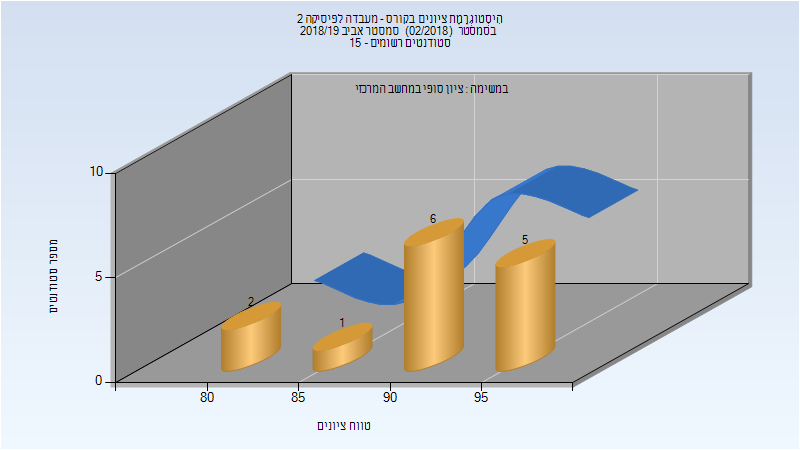 היסטוגרמת ציונים בקורס - מעבדה לפיסיקה 2
בסמסטר (02/2018) סמסטר אביב 2018/19
סטודנטים רשומים - 15
במשימה : ציון סופי במחשב המרכזי
מספר סטודנטים
10
5
0
2
1
6
5
80
85
90
95
טווח ציונים